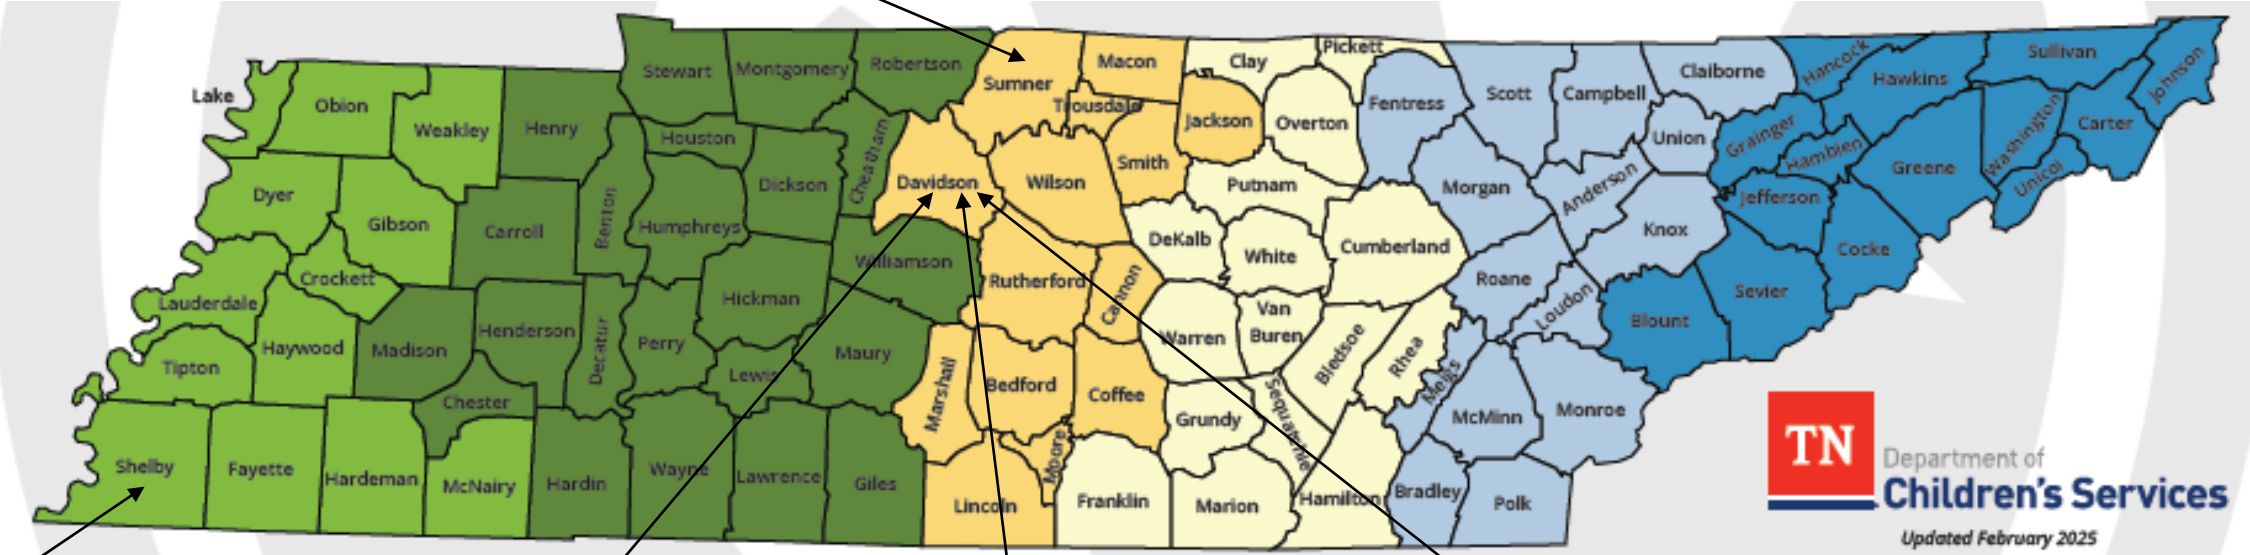 Lake
Obion
Weakley
Henry
Stewart
Montgomery
Robertson
Sumner
Macon
Trousdale
Clay
Pickett
Jackson
Overton
Fentress
Scott
Campbell
Claiborne
Union
Hancock
Hawkins
Sullivan
Johnson
Carter
Washington
Unicoi
Greene
Grainger
Hamblen
Jefferson
Cocke
Sevier
Blount
Knox
Anderson
Morgan
Roane
Loudon
Cumberland
Putnam
Smith
Wilson
Davidson
Cheatham
Dickson
Houston
Humphreys
Benton
Carroll
Gibson
Dyer
Crockett
Lauderdale
Tipton
Haywood
Madison
Henderson
Decatur
Perry
Hickman
Williamson
Rutherford
Cannon
DeKalb
White
Van
Buren
Warren
Bledsoe
Rhea
Meigs
McMinn
Monroe
Polk
Bradley
Hamilton
Sequatchie
Marion
Grundy
Franklin
Coffee
Bedford
Moore
Lincoln
Marshall
Maury
Lewis
Giles
Lawrence
Wayne
Hardin
Chester
McNairy
Hardeman
Fayette
Shelby
TN
Department of
Children's Services
Updated February 2025